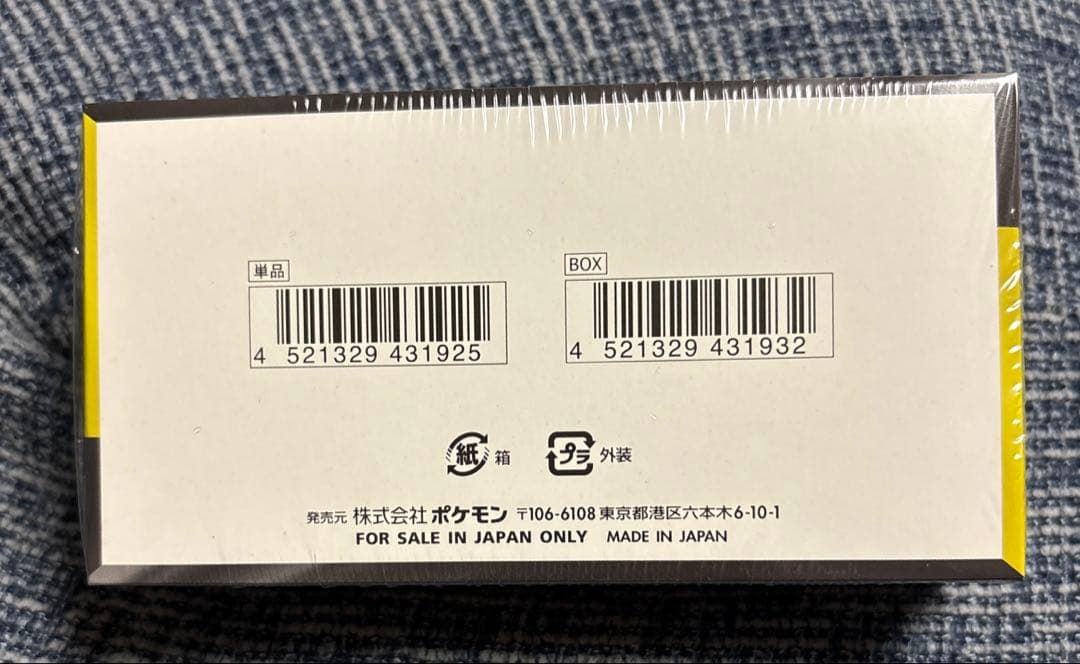 単品
4 521329 431925
BOX
4 521329 431932
紙 箱
プラ 外装
発売元 株式会社 ポケモン 〒106-6108 東京都港区六本木6-10-1
FOR SALE IN JAPAN ONLY MADE IN JAPAN